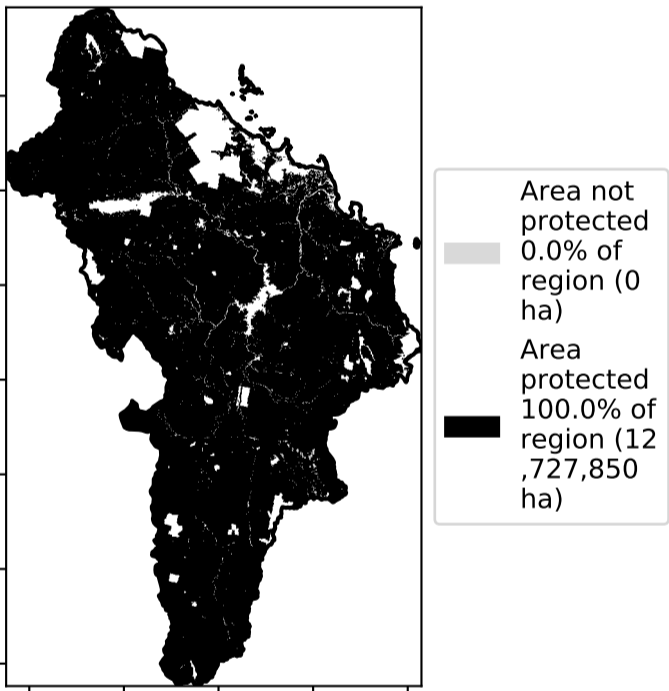 Area not
protected
0.0% of
region (0
ha)
Area
protected
100.0% of
region (12
,727,850
ha)